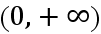 (0, + ∞)